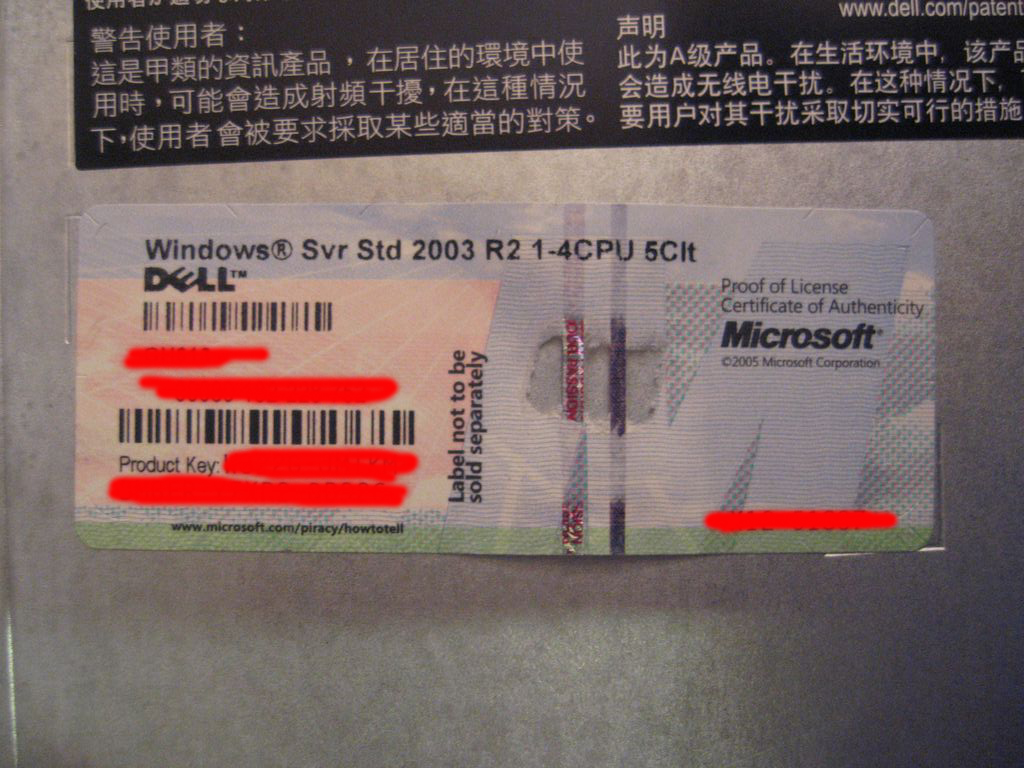 www.dell.com/patent
警告使用者：
這是甲類的資訊產品，在居住的環境中使
用時，可能會造成射頻干擾，在這種情況
下，使用者會被要求採取某些適當的對策。
声明
此为A级产品。在生活环境中，该产品
会造成无线电干扰。在这种情况下，
要用户对其干扰采取切实可行的措施
Windows® Svr Std 2003 R2 1-4CPU 5Clt
DELL™
Product Key:
www.microsoft.com/piracy/howtotell
Label not to be
sold separately
Proof of License
Certificate of Authenticity
Microsoft®
©2005 Microsoft Corporation